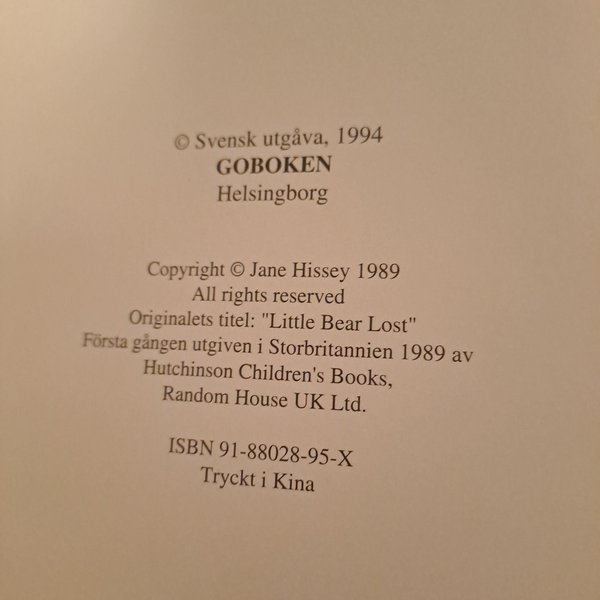 © Svensk utgåva, 1994
GOBOKEN
Helsingborg
Copyright © Jane Hissey 1989
All rights reserved
Originalets titel: "Little Bear Lost"
Första gången utgiven i Storbritannien 1989 av
Hutchinson Children's Books,
Random House UK Ltd.
ISBN 91-88028-95-X
Tryckt i Kina